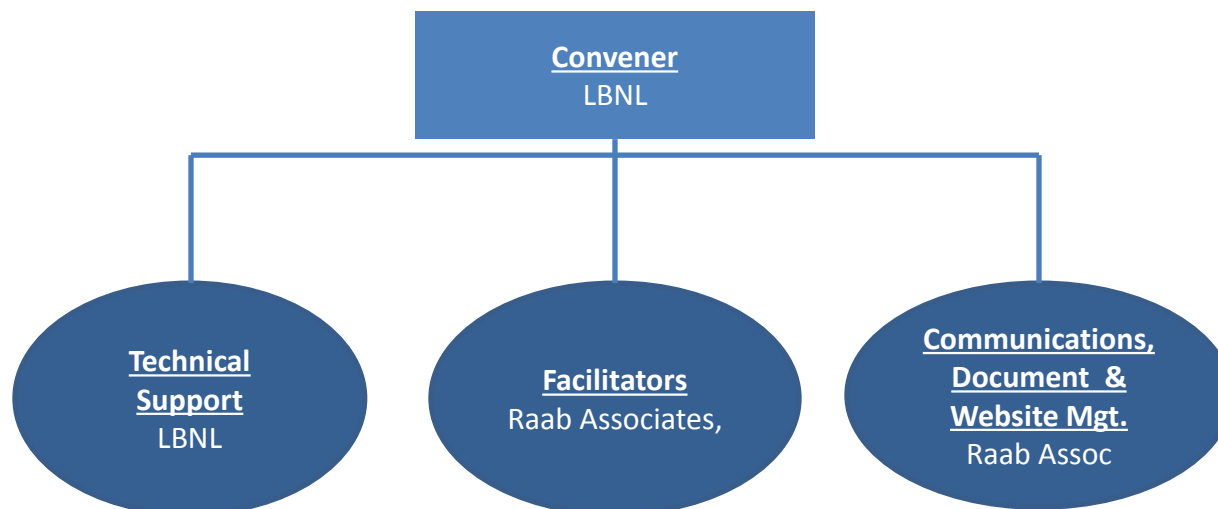 Convener
LBNL
Technical
Support
LBNL
Facilitators
Raab Associates,
Communications,
Document & 
Website Mgt.
Raab Assoc